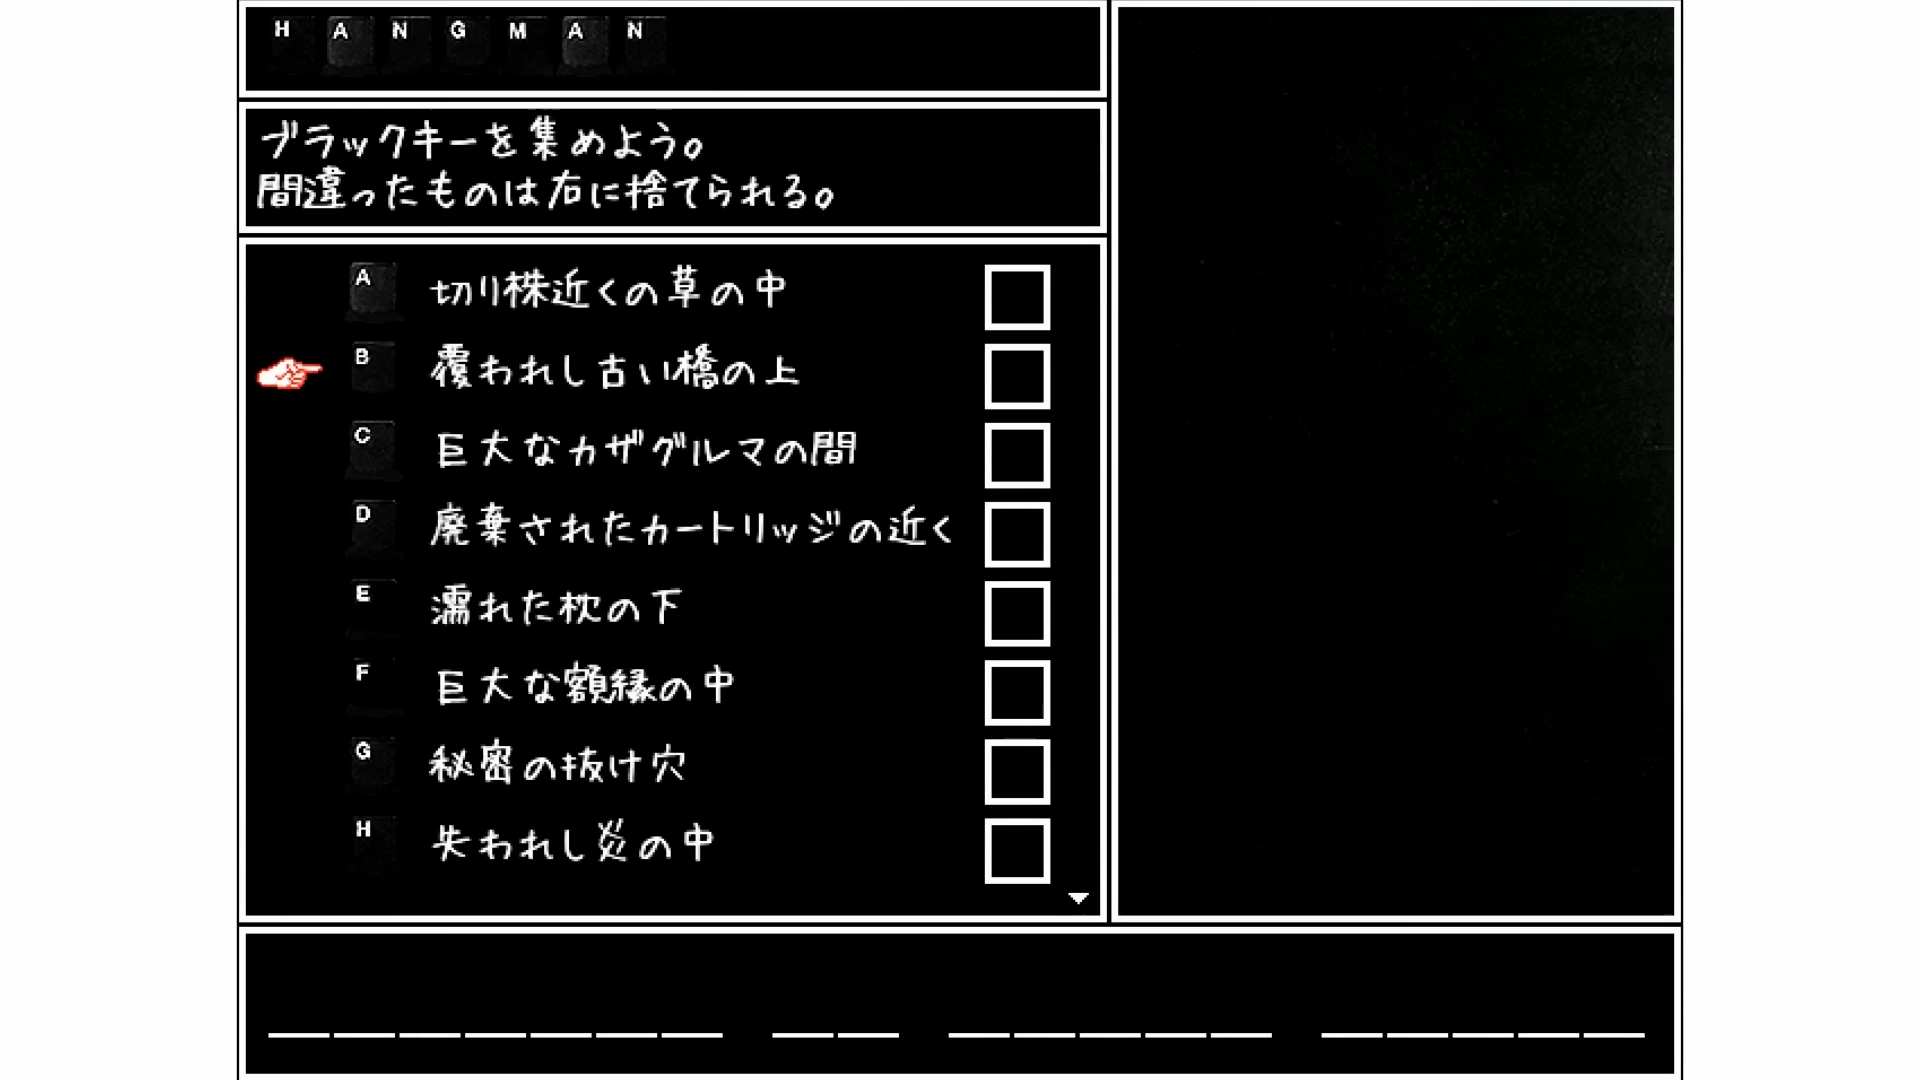 HANGMAN
ブラックキーを集めよう。
間違ったものは右に捨てられる。
A 切り株近くの草の中
B 覆われし古い橋の上
C 巨大なカザグルマの間
D 廃棄されたカートリッジの近く
E 濡れた枕の下
F 巨大な額縁の中
G 秘密の抜け穴
H 失われし炎の中